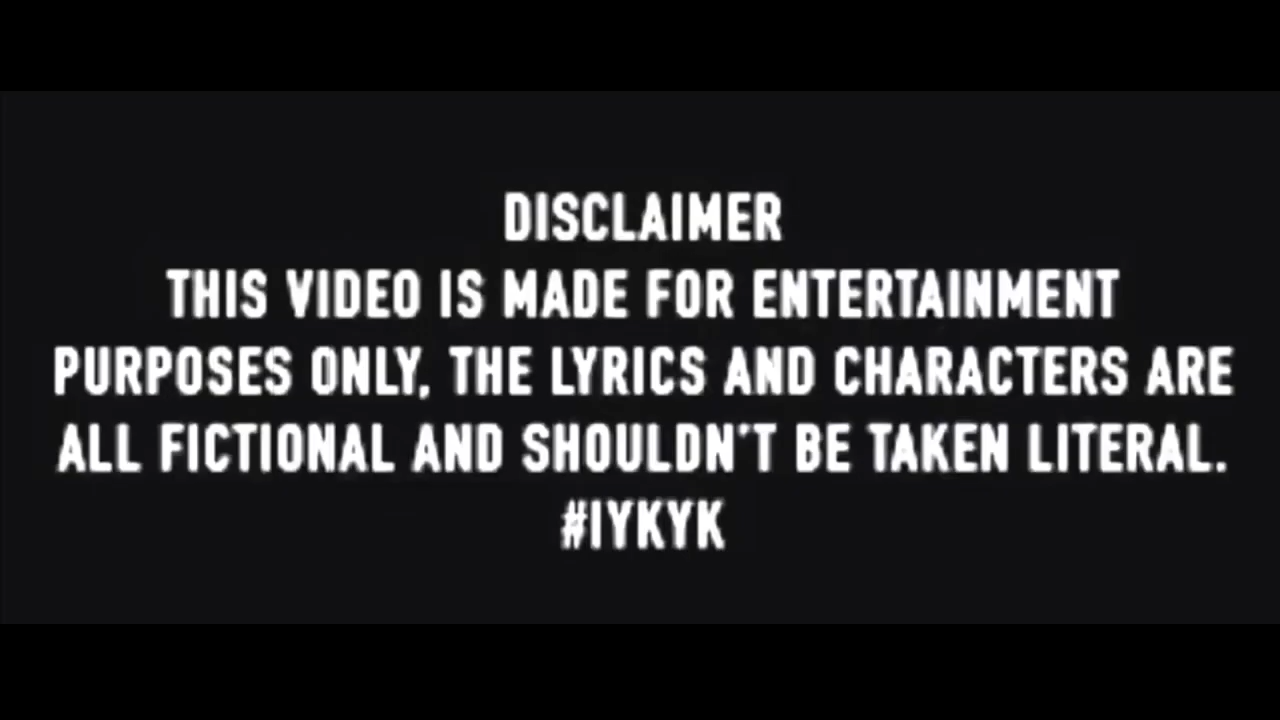 DISCLAIMER
THIS VIDEO IS MADE FOR ENTERTAINMENT
PURPOSES ONLY, THE LYRICS AND CHARACTERS ARE
ALL FICTIONAL AND SHOULDN'T BE TAKEN LITERAL.
#IYKYK